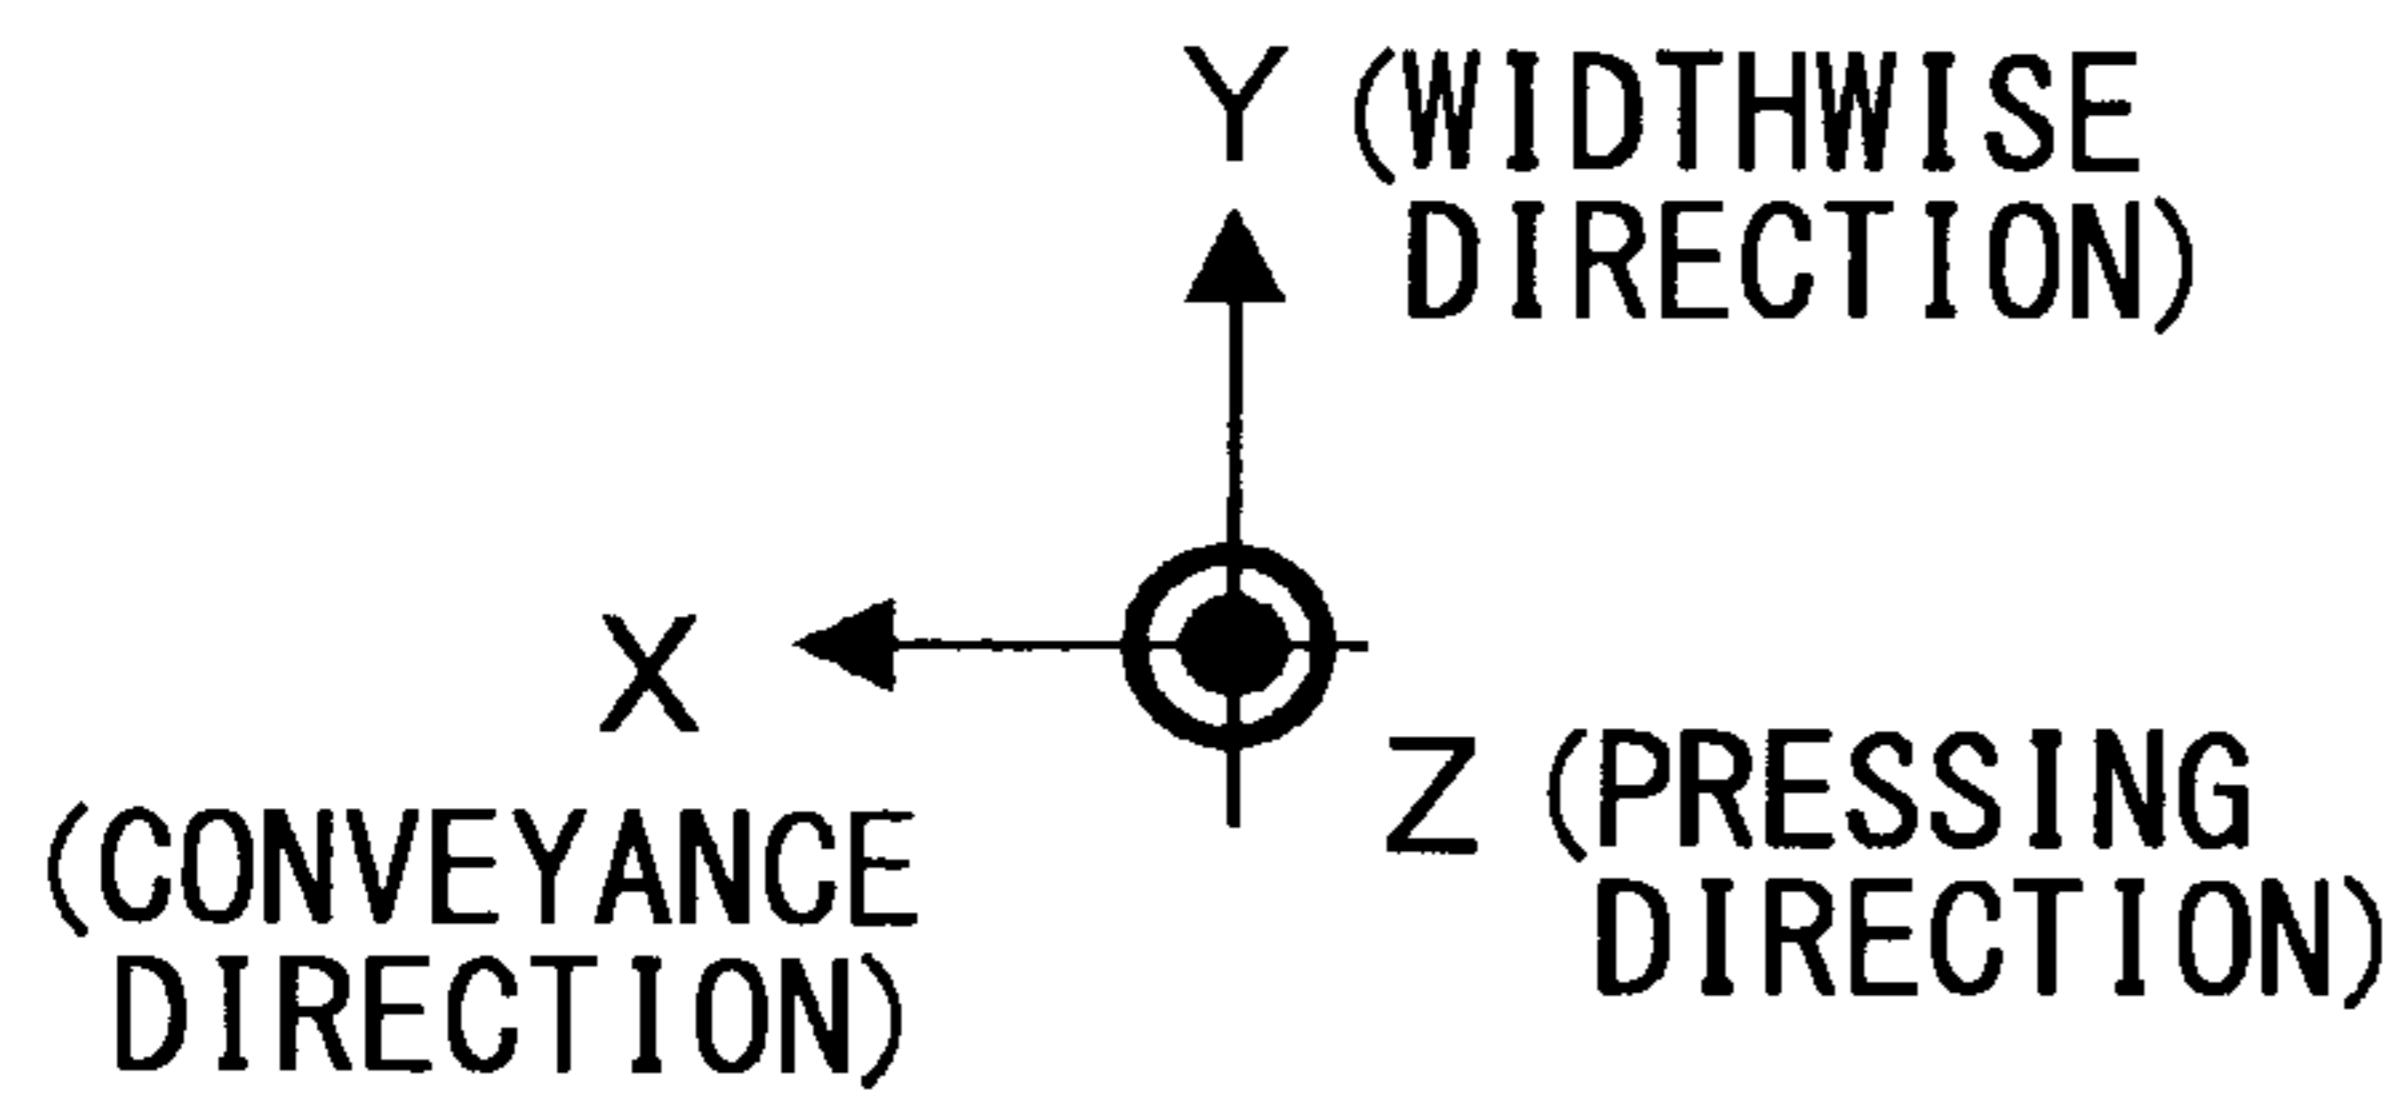 Y (WIDTHWISE
DIRECTION)
X
(CONVEYANCE
DIRECTION)
Z (PRESSING
DIRECTION)